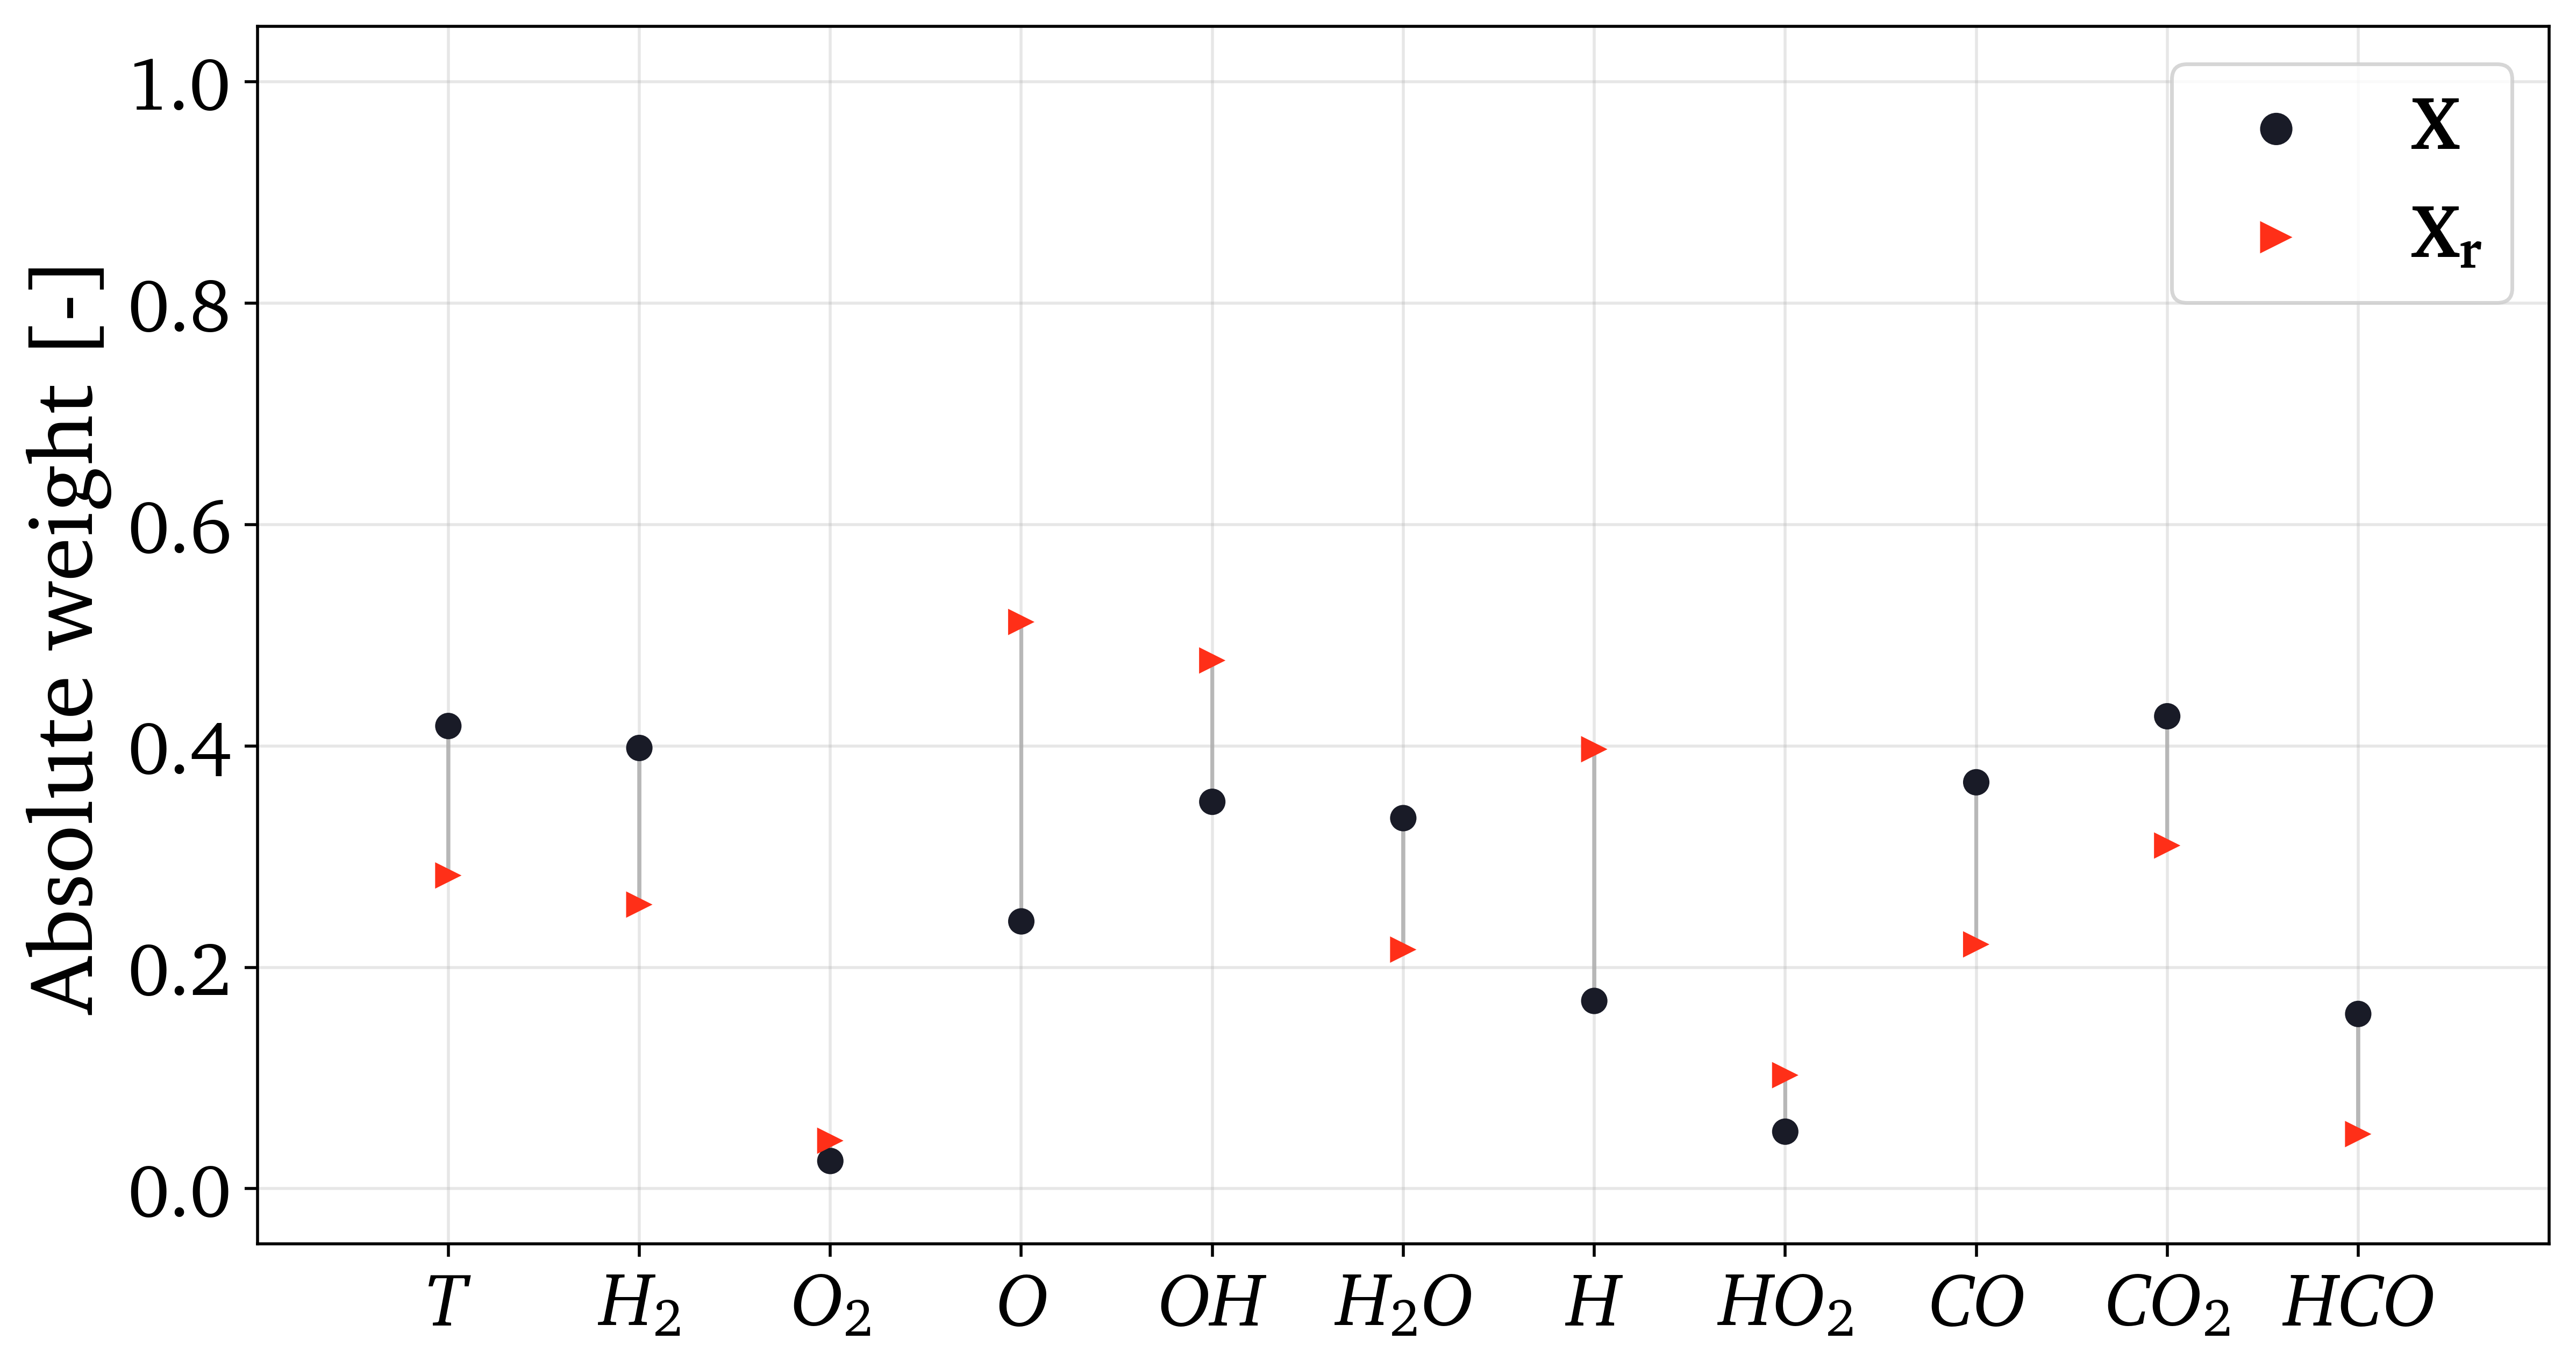 Absolute weight [-]
1.0
0.8
0.6
0.4
0.2
0.0
X
Xᵣ
T H₂ O₂ O OH H₂O H HO₂ CO CO₂ HCO